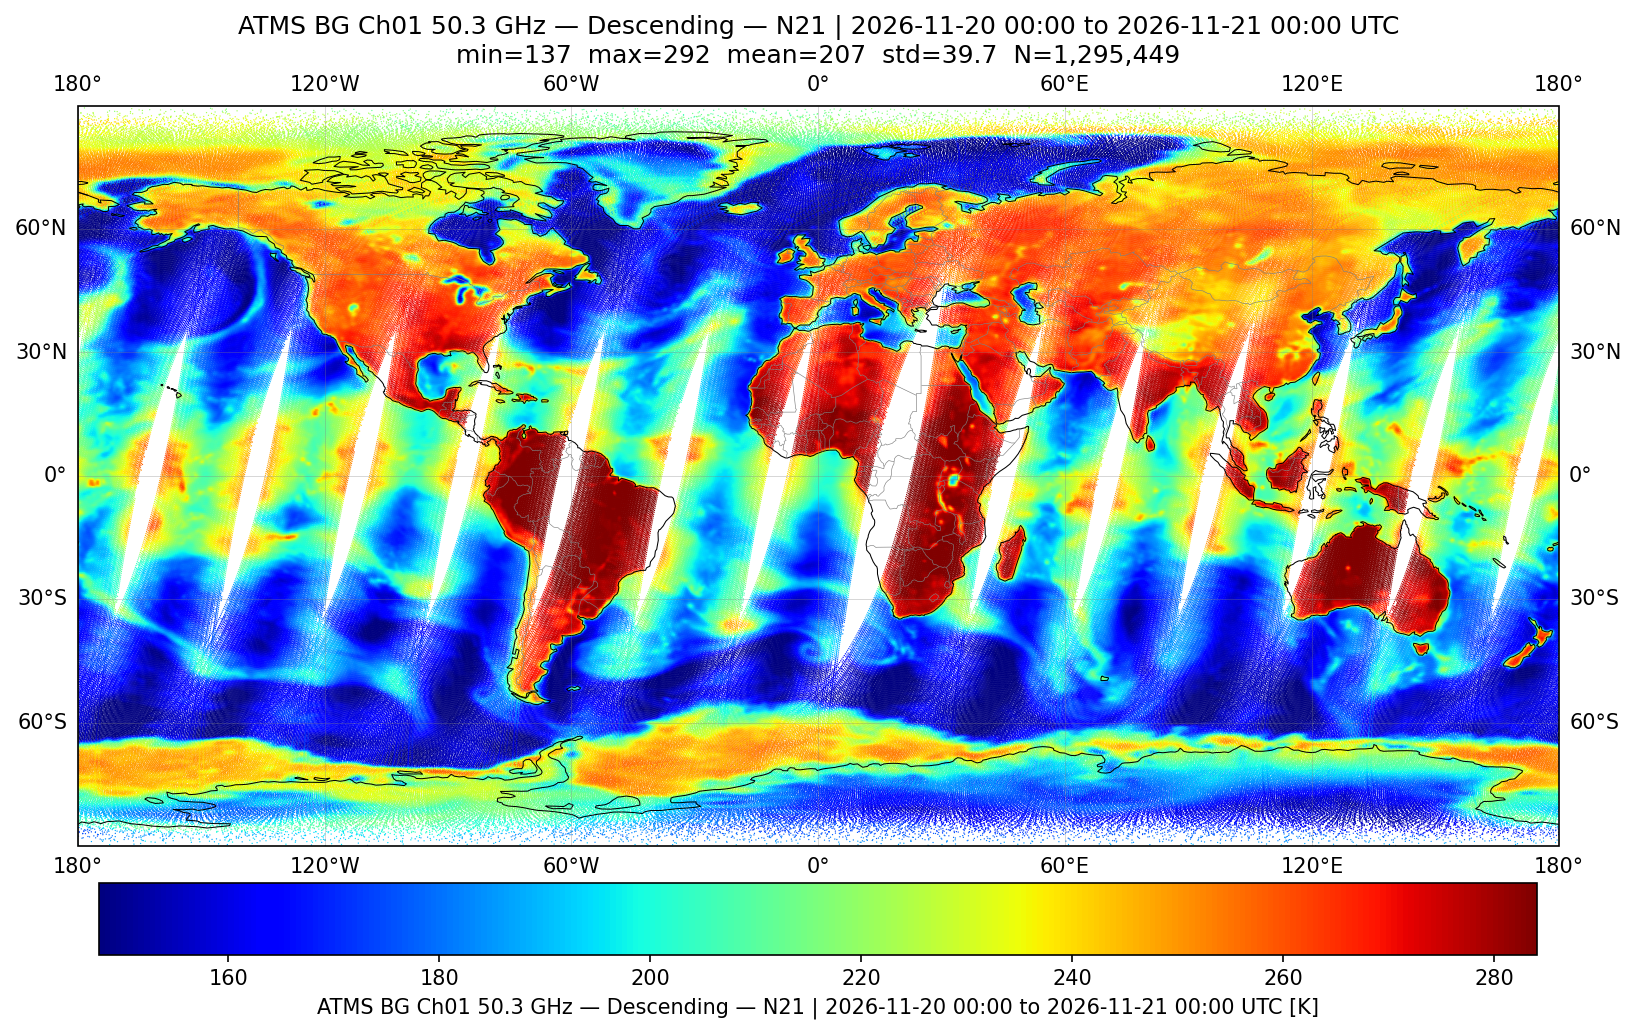 ATMS BG Ch01 50.3 GHz — Descending — N21 | 2026-11-20 00:00 to 2026-11-21 00:00 UTC
min=137 max=292 mean=207 std=39.7 N=1,295,449
180° 120°W 60°W 0° 60°E 120°E 180°
60°N 60°N
30°N 30°N
0° 0°
30°S 30°S
60°S 60°S
180° 120°W 60°W 0° 60°E 120°E 180°
160 180 200 220 240 260 280
ATMS BG Ch01 50.3 GHz — Descending — N21 | 2026-11-20 00:00 to 2026-11-21 00:00 UTC [K]